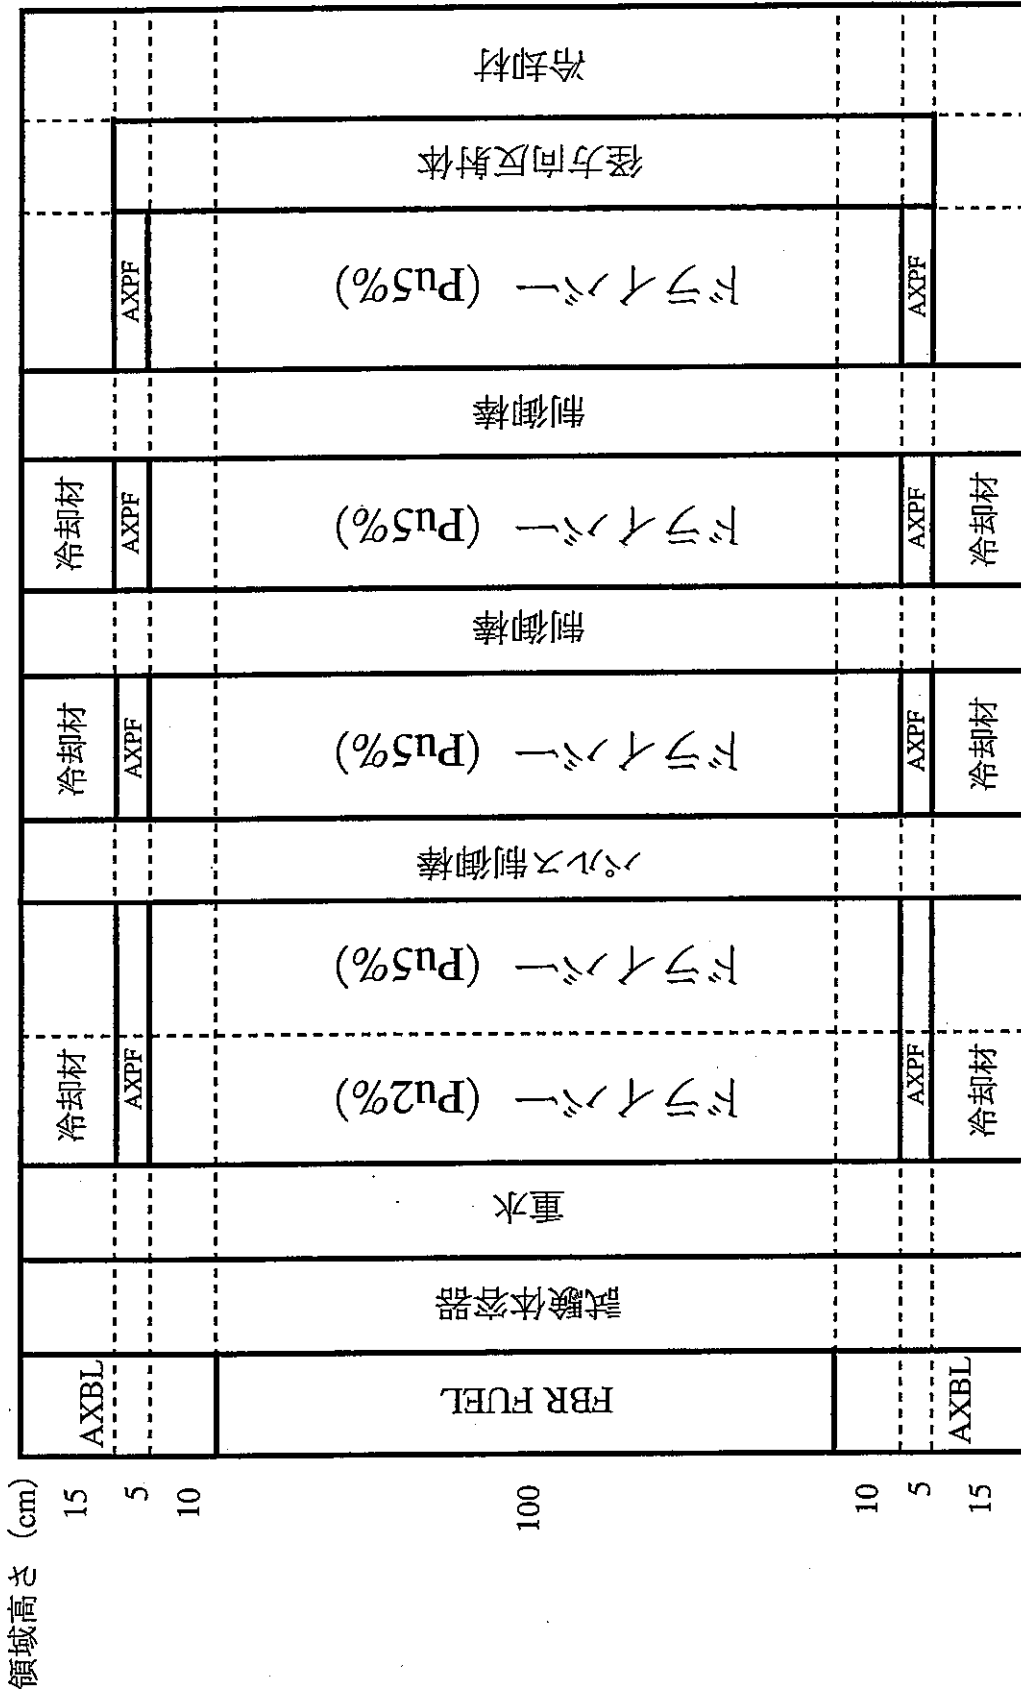 領域高さ (cm)
15
AXBL
冷却材
冷却材
冷却材
5
AXPF
AXPF
AXPF
AXPF
10
100
FBR FUEL
試験体容器
重水
ドライバー (Pu2%)
ドライバー (Pu5%)
パルス制御棒
ドライバー (Pu5%)
制御棒
ドライバー (Pu5%)
制御棒
ドライバー (Pu5%)
径方向反射体
冷却材
10
5
AXPF
AXPF
AXPF
AXPF
15
AXBL
冷却材
冷却材
冷却材